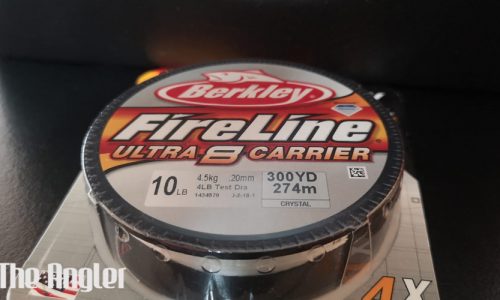 Berkley
FireLine
ULTRA 8 CARRIER
10 LB
4.5kg .20mm
4LB Test Dia
300YD
274m
CRYSTAL
The Angler
4X